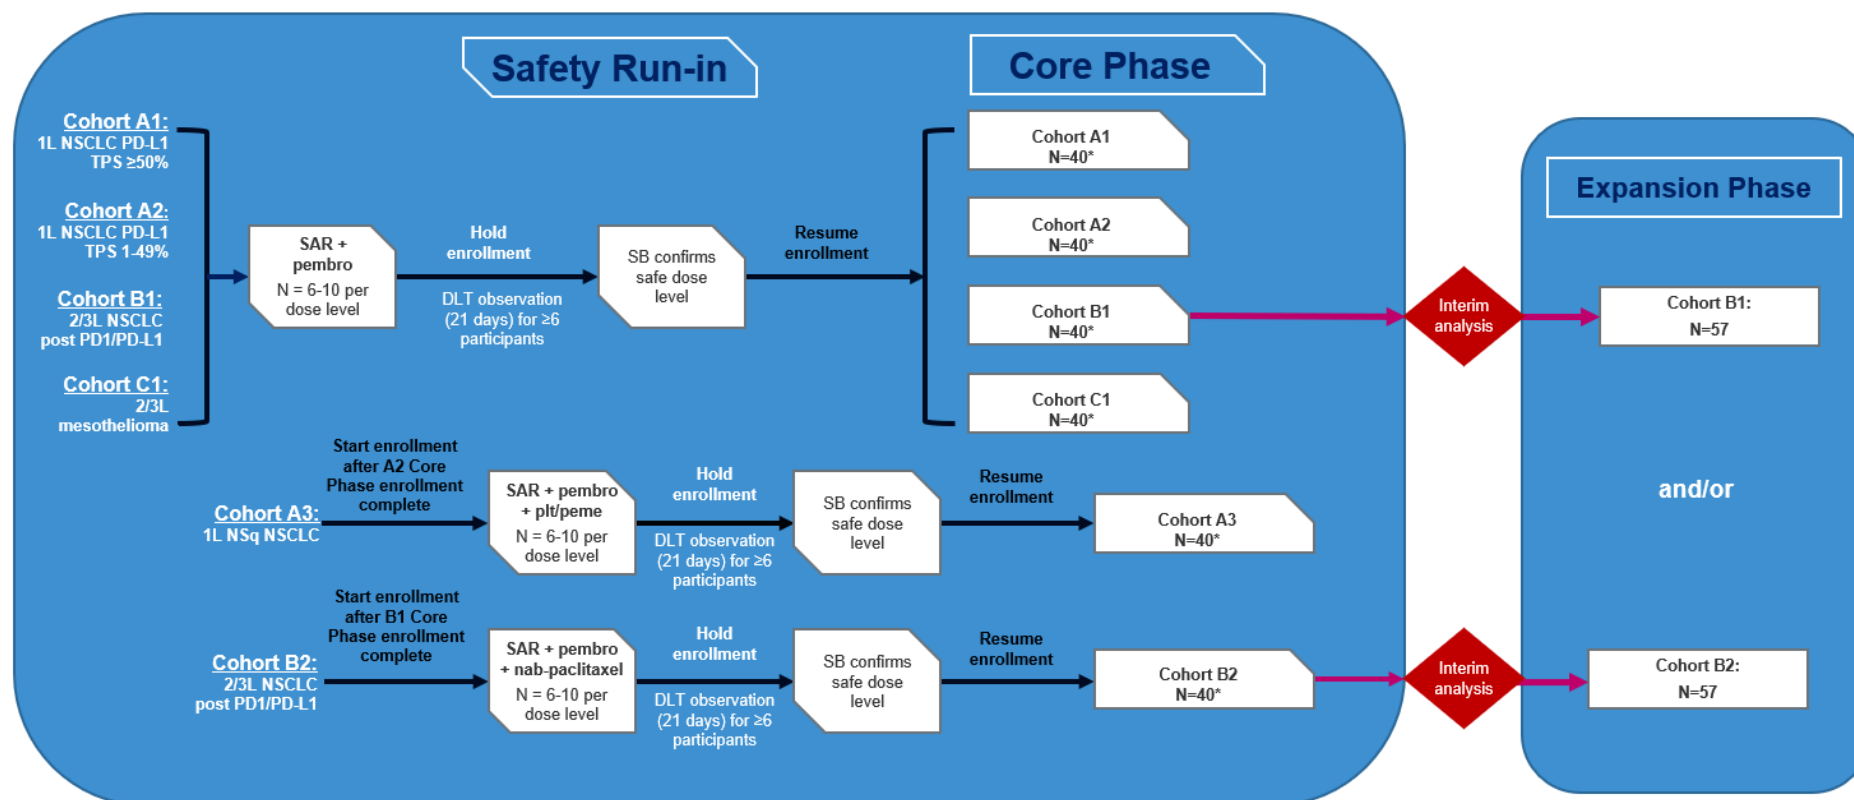 Safety Run-in
Core Phase
Expansion Phase
Cohort A1:
1L NSCLC PD-L1
TPS ≥50%
Cohort A2:
1L NSCLC PD-L1
TPS 1-49%
Cohort B1:
2/3L NSCLC
post PD1/PD-L1
Cohort C1:
2/3L
mesothelioma
SAR +
pembro
N = 6-10 per
dose level
Hold
enrollment
DLT observation
(21 days) for ≥6
participants
SB confirms
safe dose
level
Resume
enrollment
Cohort A1
N=40*
Cohort A2
N=40*
Cohort B1
N=40*
Cohort C1
N=40*
Interim
analysis
Cohort B1:
N=57
and/or
Cohort A3:
1L NSq NSCLC
Start enrollment
after A2 Core
Phase enrollment
complete
SAR + pembro
+ plt/peme
N = 6-10 per
dose level
Hold
enrollment
DLT observation
(21 days) for ≥6
participants
SB confirms
safe dose
level
Resume
enrollment
Cohort A3
N=40*
Cohort B2:
2/3L NSCLC
post PD1/PD-L1
Start enrollment
after B1 Core
Phase enrollment
complete
SAR + pembro
+ nab-paclitaxel
N = 6-10 per
dose level
Hold
enrollment
DLT observation
(21 days) for ≥6
participants
SB confirms
safe dose
level
Resume
enrollment
Cohort B2
N=40*
Interim
analysis
Cohort B2:
N=57